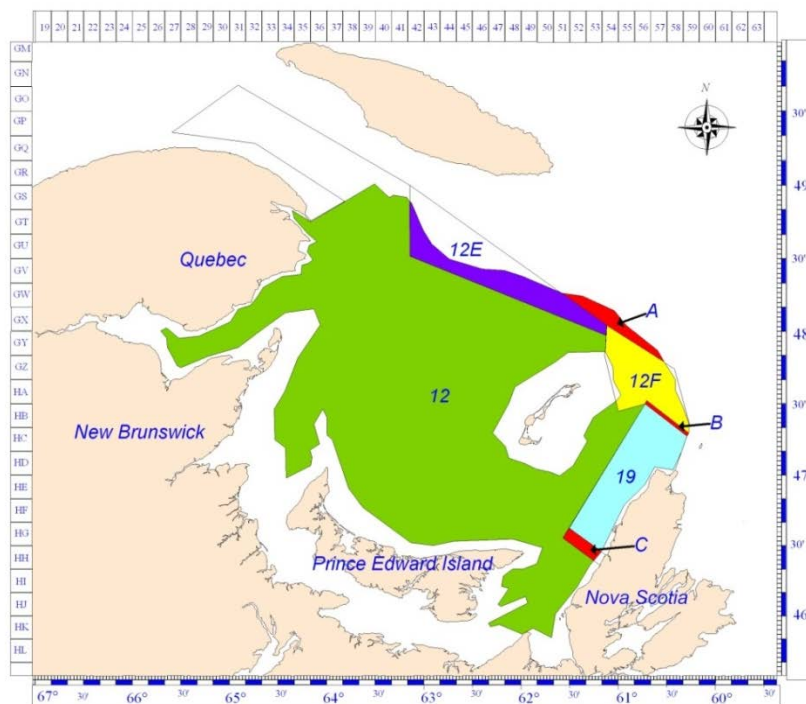 19 20 21 22 23 24 25 26 27 28 29 30 31 32 33 34 35 36 37 38 39 40 41 42 43 44 45 46 47 48 49 50 51 52 53 54 55 56 57 58 59 60 61 62 63
GM
GN
GO
GP
GQ
GR
GS
GT
GU
GV
GW
GX
GY
GZ
HA
HB
HC
HD
HE
HF
HG
HH
HI
HJ
HK
HL
N
30'
49
30'
48
30'
47
30'
46
Quebec
12E
A
12F
12
B
New Brunswick
19
C
Prince Edward Island
Nova Scotia
67° 30' 66° 30' 65° 30' 64° 30' 63° 30' 62° 30' 61° 30' 60°